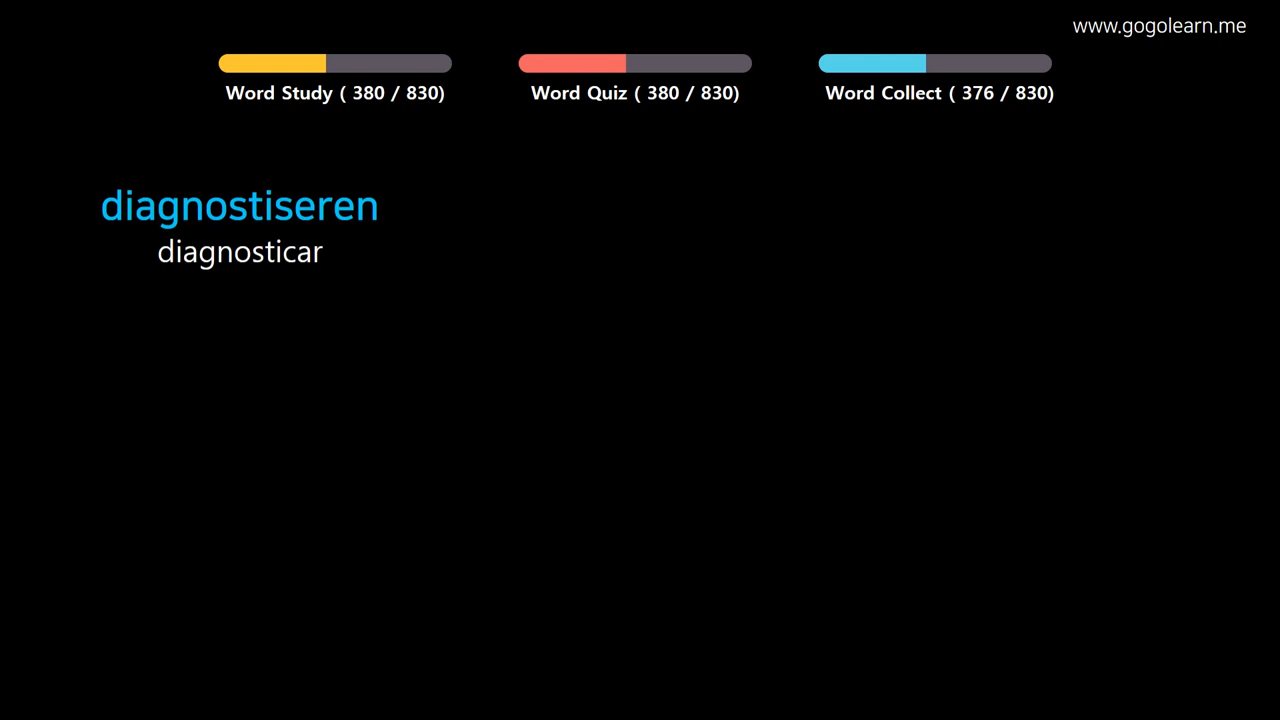 www.gogolearn.me
Word Study ( 380 / 830)
Word Quiz ( 380 / 830)
Word Collect ( 376 / 830)
diagnostiseren
diagnosticar